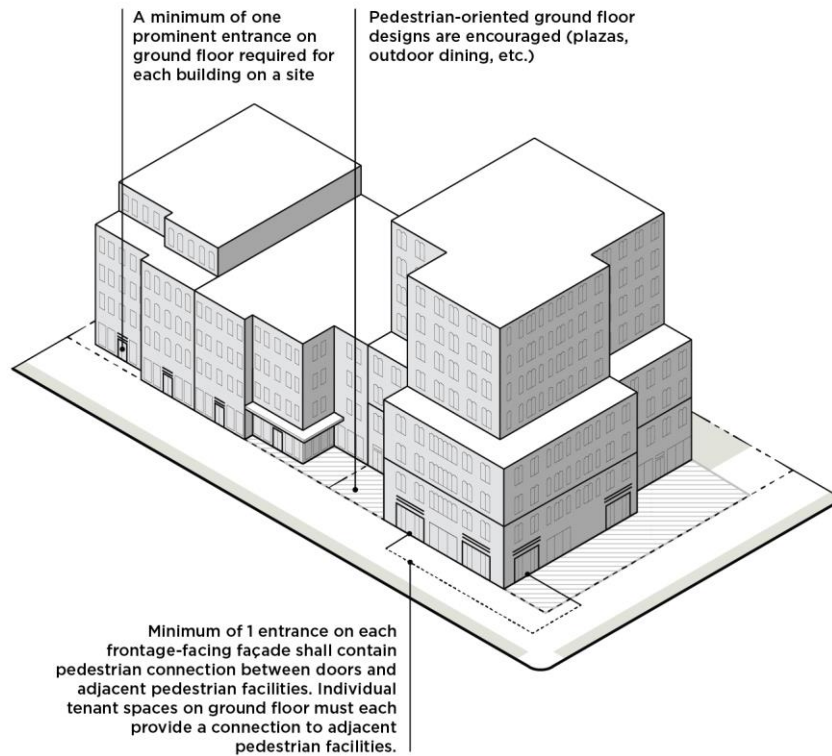 A minimum of one
prominent entrance on
ground floor required for
each building on a site
Pedestrian-oriented ground floor
designs are encouraged (plazas,
outdoor dining, etc.)
Minimum of 1 entrance on each
frontage-facing façade shall contain
pedestrian connection between doors and
adjacent pedestrian facilities. Individual
tenant spaces on ground floor must each
provide a connection to adjacent
pedestrian facilities.